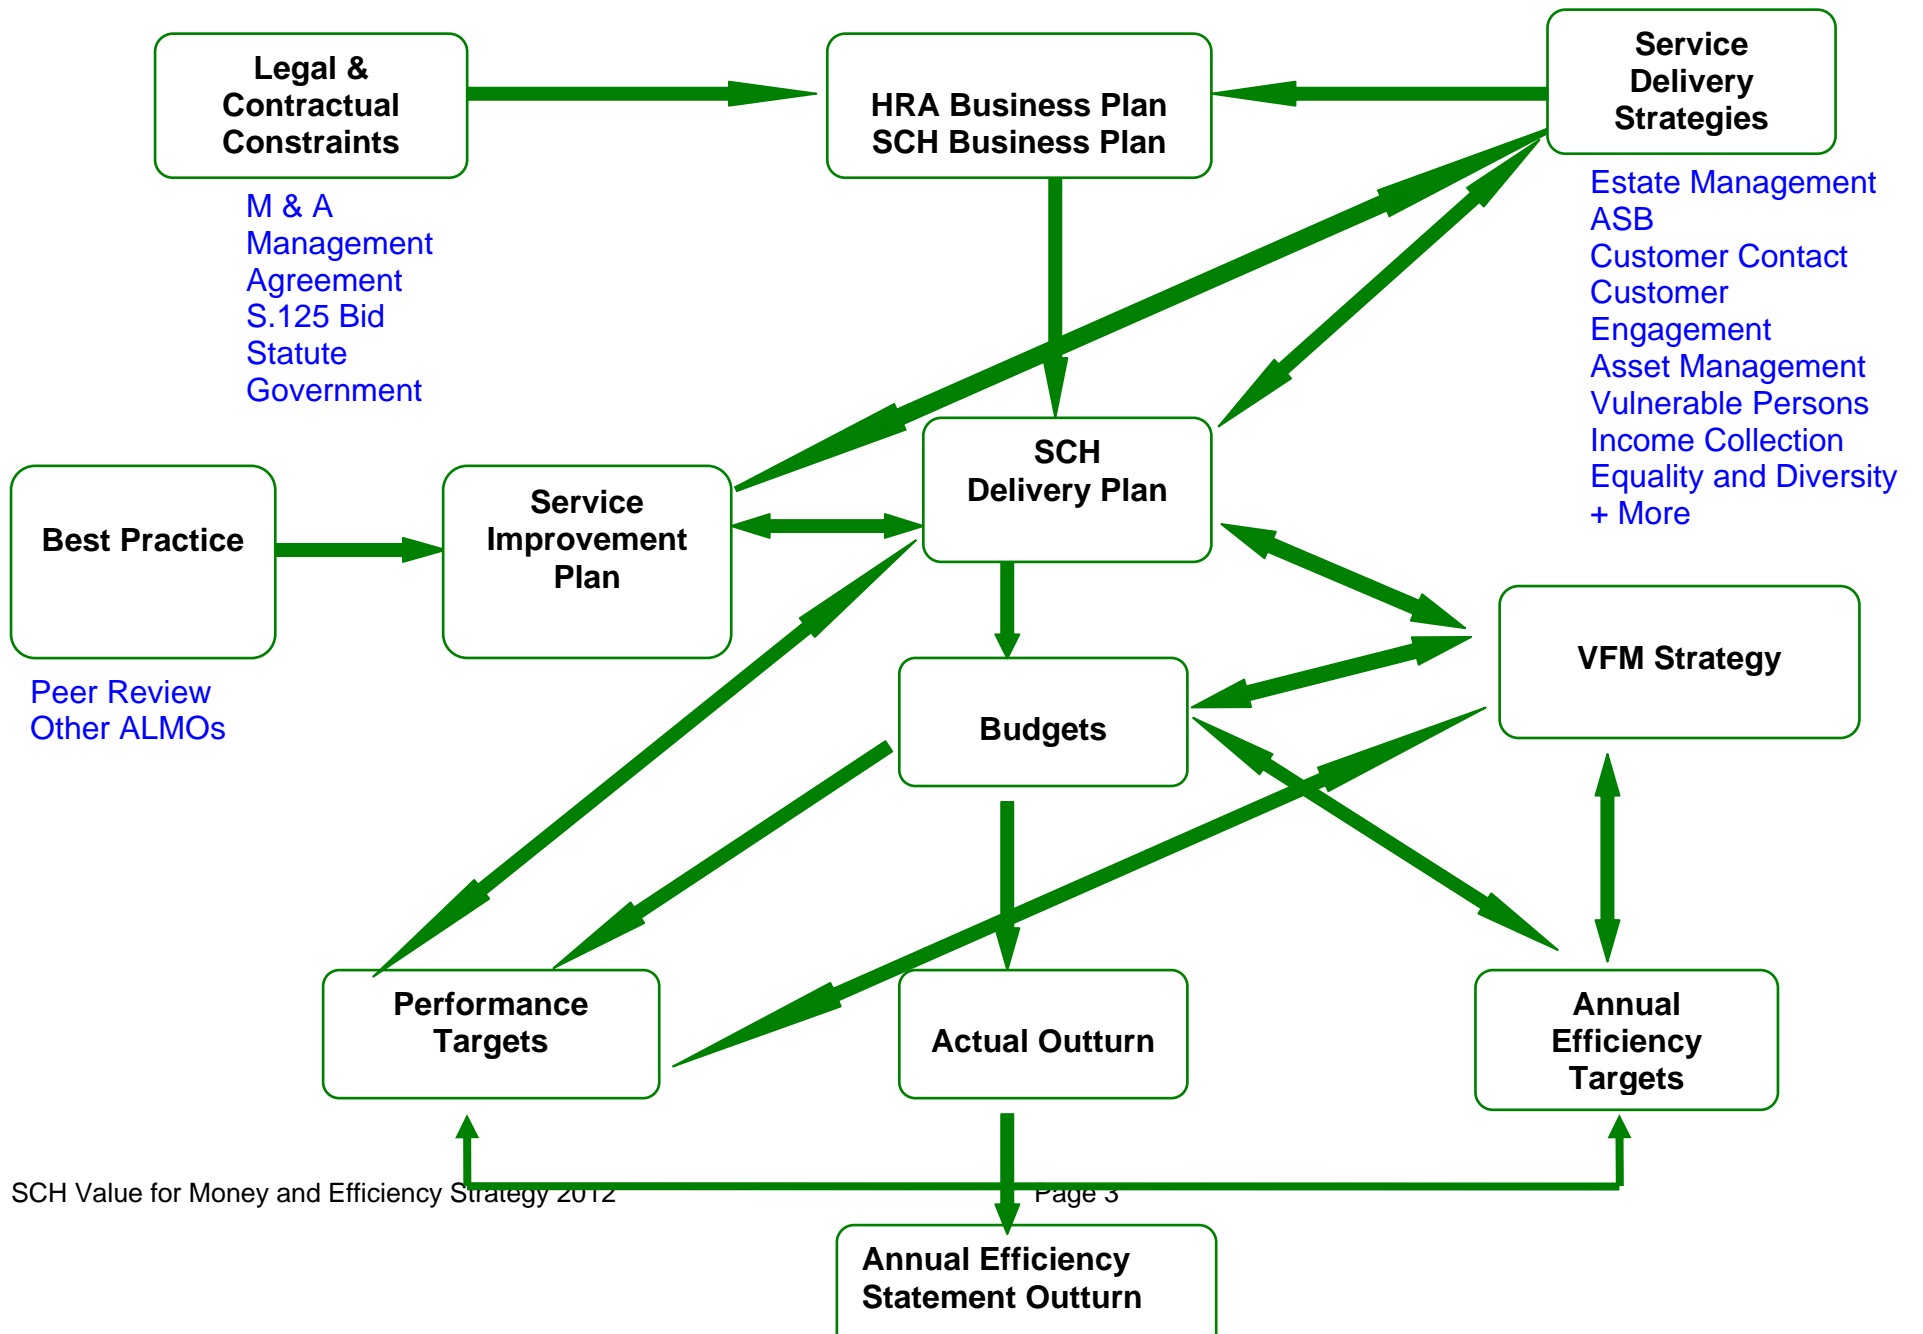 Legal &
Contractual
Constraints
HRA Business Plan
SCH Business Plan
Service
Delivery
Strategies
M & A
Management
Agreement
S.125 Bid
Statute
Government
Estate Management
ASB
Customer Contact
Customer
Engagement
Asset Management
Vulnerable Persons
Income Collection
Equality and Diversity
+ More
Best Practice
Service
Improvement
Plan
SCH
Delivery Plan
Peer Review
Other ALMOs
VFM Strategy
Budgets
Performance
Targets
Actual Outturn
Annual
Efficiency
Targets
SCH Value for Money and Efficiency Strategy 2012
Page 3
Annual Efficiency
Statement Outturn